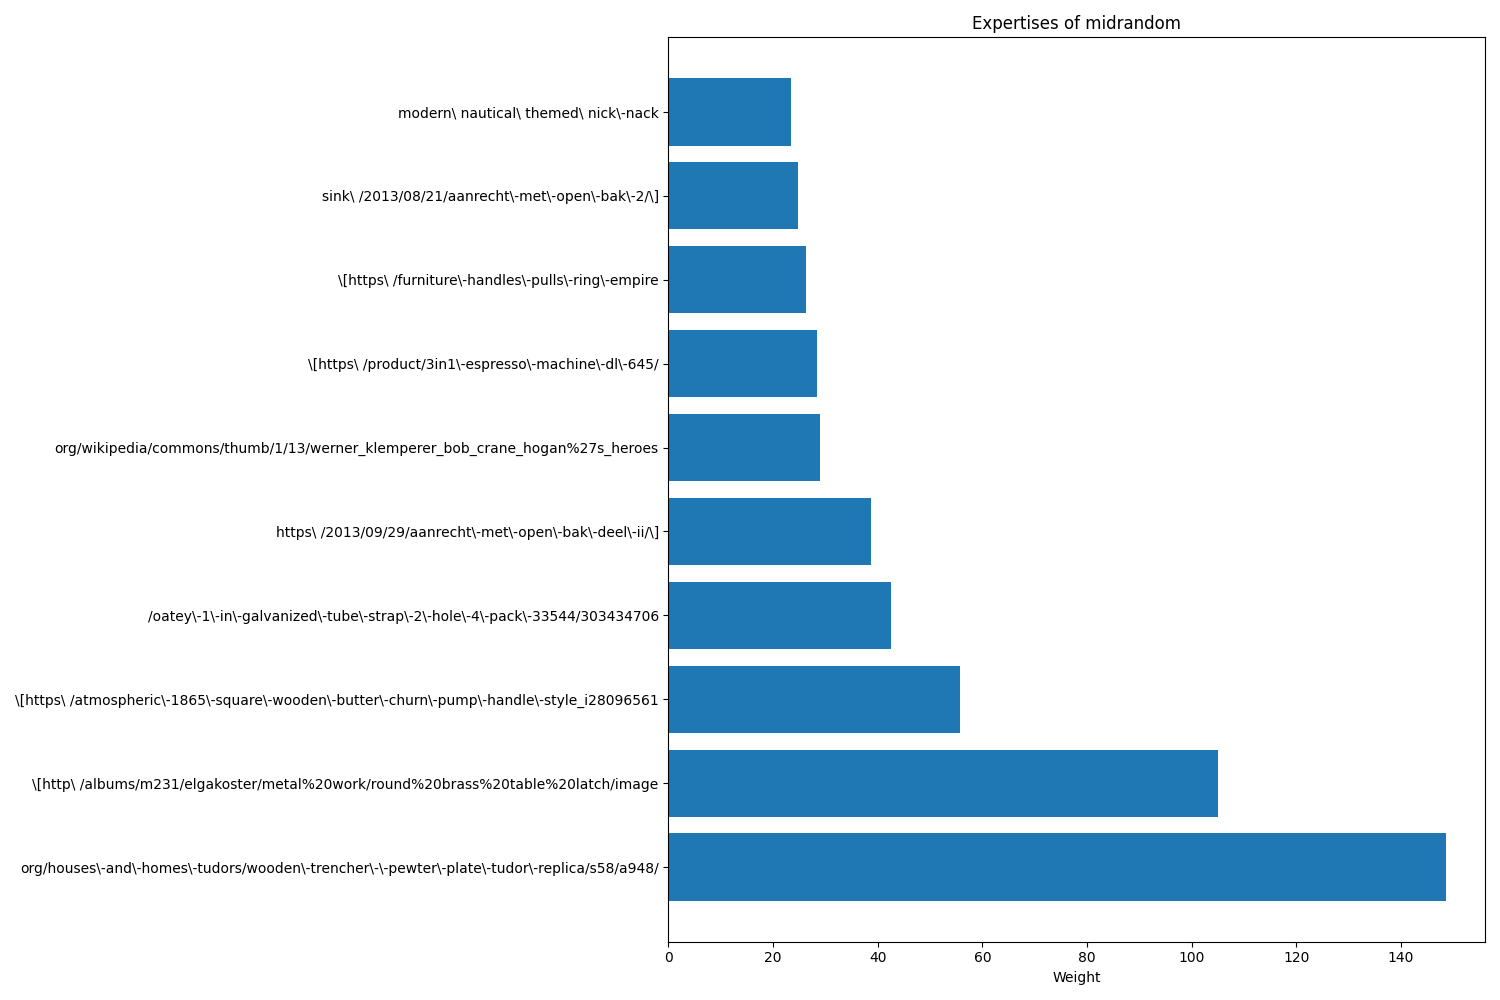 Expertises of midrandom
modern\ nautical\ themed\ nick\-nack
sink\ /2013/08/21/aanrecht\-met\-open\-bak\-2/\]
\[https\ /furniture\-handles\-pulls\-ring\-empire
\[https\ /product/3in1\-espresso\-machine\-dl\-645/
org/wikipedia/commons/thumb/1/13/werner_klemperer_bob_crane_hogan%27s_heroes
https\ /2013/09/29/aanrecht\-met\-open\-bak\-deel\-ii/\]
/oatey\-1\-in\-galvanized\-tube\-strap\-2\-hole\-4\-pack\-33544/303434706
\[https\ /atmospheric\-1865\-square\-wooden\-butter\-churn\-pump\-handle\-style_i28096561
\[http\ /albums/m231/elgakoster/metal%20work/round%20brass%20table%20latch/image
org/houses\-and\-homes\-tudors/wooden\-trencher\-\-pewter\-plate\-tudor\-replica/s58/a948/
0 20 40 60 80 100 120 140
Weight